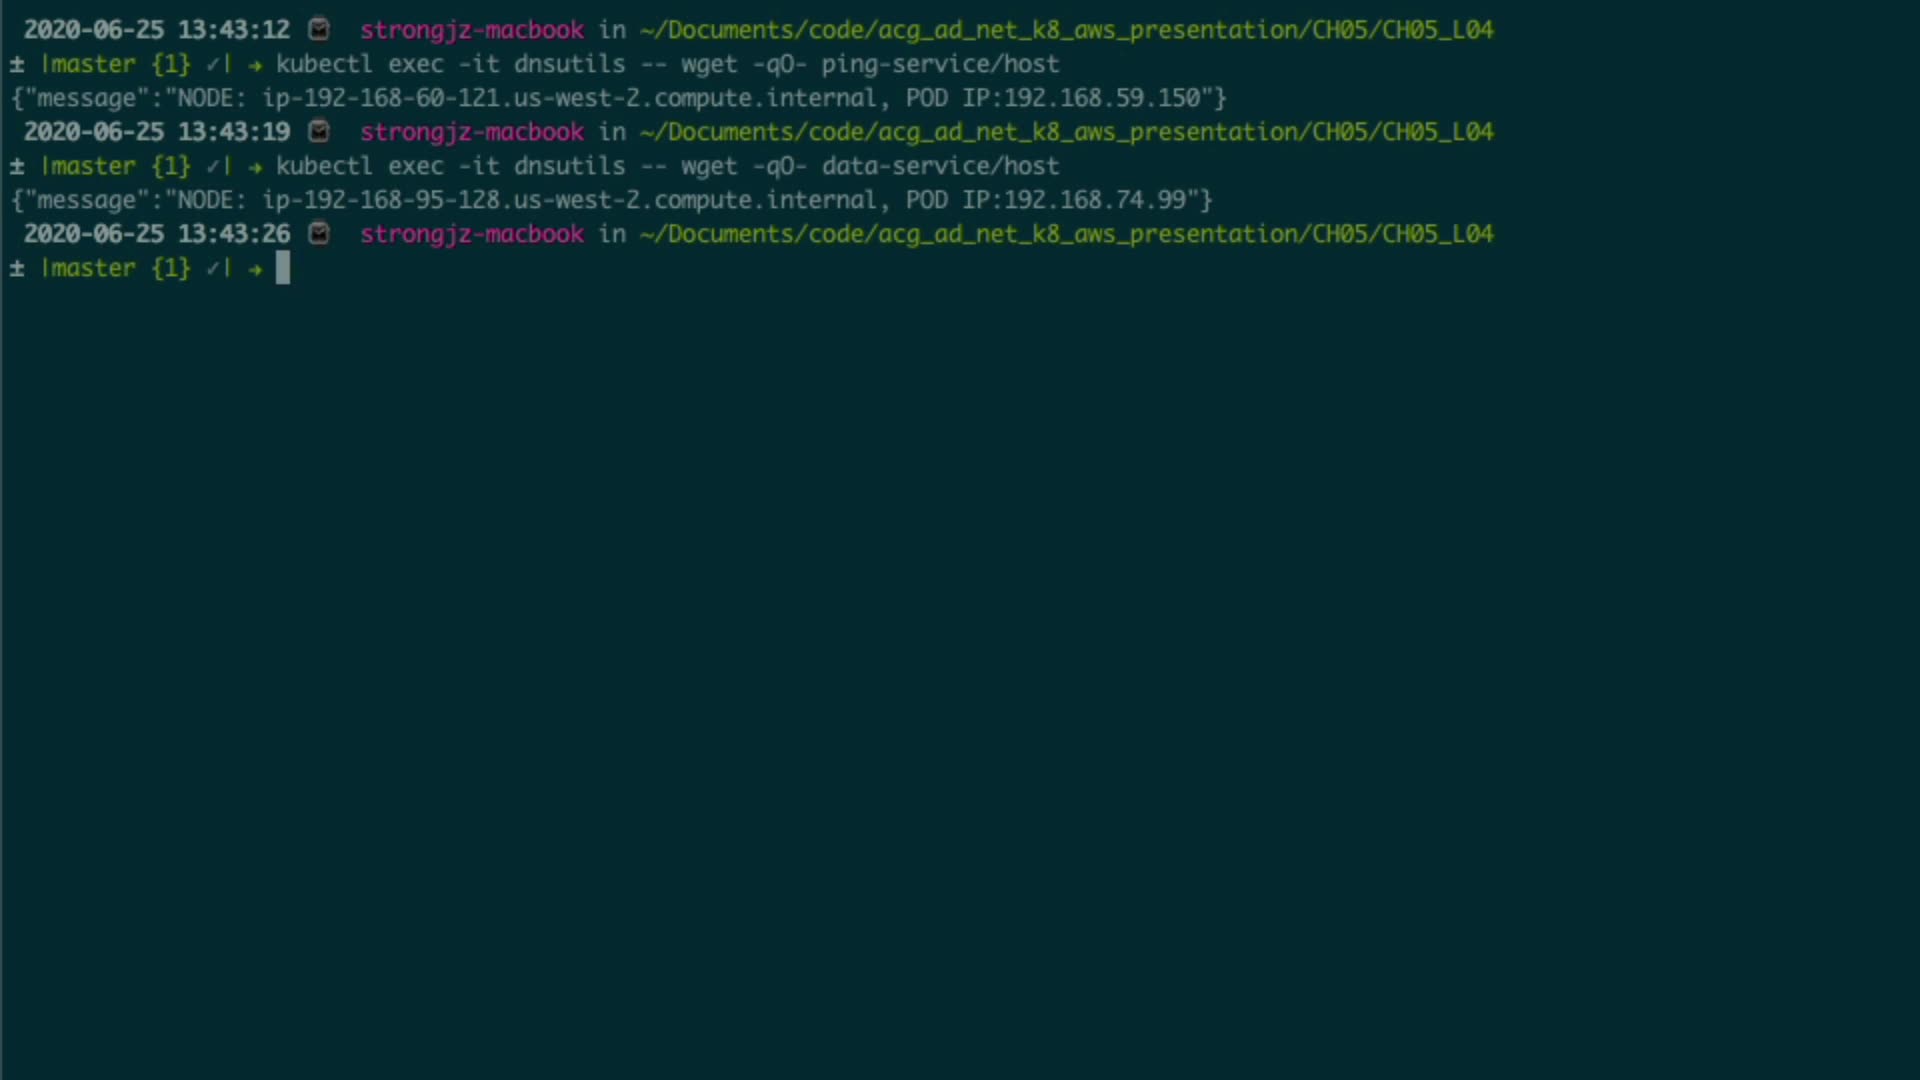 2020-06-25 13:43:12 strongjz-macbook in ~/Documents/code/acg_ad_net_k8_aws_presentation/CH05/CH05_L04
± |master {1} ✓| → kubectl exec -it dnsutils -- wget -qO- ping-service/host
{"message":"NODE: ip-192-168-60-121.us-west-2.compute.internal, POD IP:192.168.59.150"}
2020-06-25 13:43:19 strongjz-macbook in ~/Documents/code/acg_ad_net_k8_aws_presentation/CH05/CH05_L04
± |master {1} ✓| → kubectl exec -it dnsutils -- wget -qO- data-service/host
{"message":"NODE: ip-192-168-95-128.us-west-2.compute.internal, POD IP:192.168.74.99"}
2020-06-25 13:43:26 strongjz-macbook in ~/Documents/code/acg_ad_net_k8_aws_presentation/CH05/CH05_L04
± |master {1} ✓| →